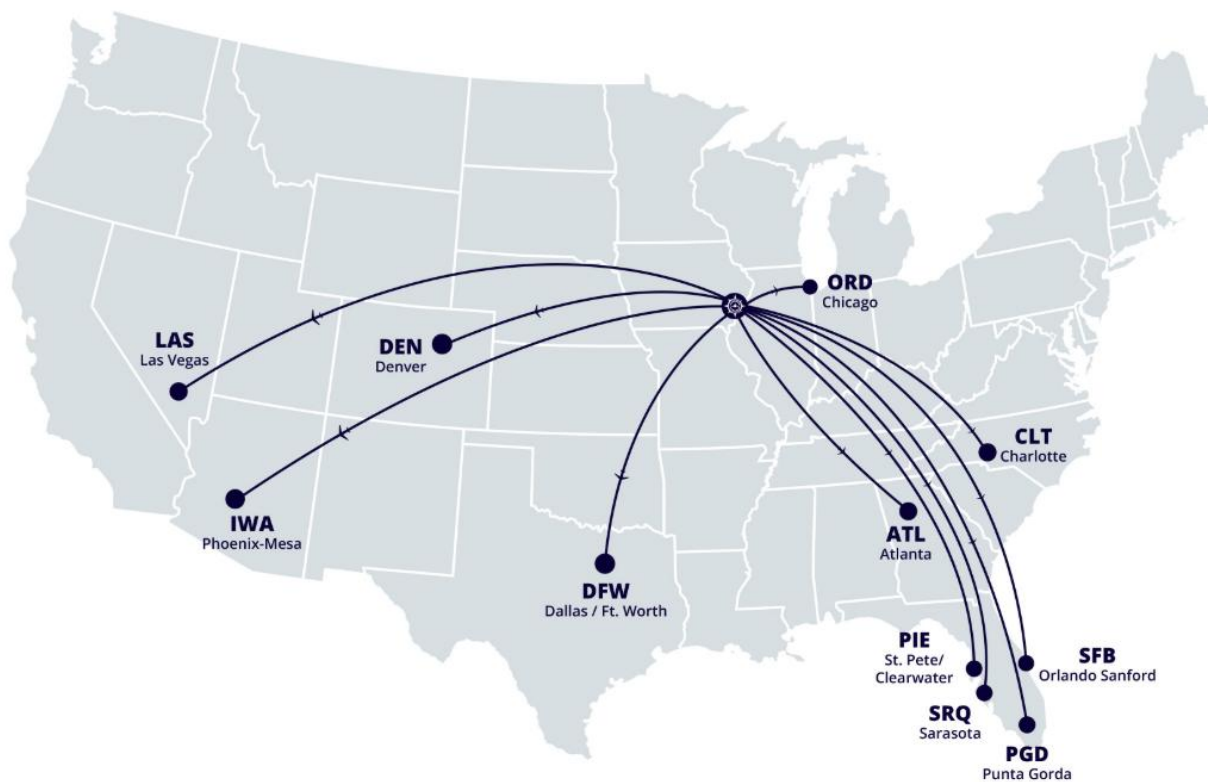 ORD
Chicago
LAS
Las Vegas
DEN
Denver
CLT
Charlotte
IWA
Phoenix-Mesa
ATL
Atlanta
DFW
Dallas / Ft. Worth
PIE
St. Pete/
Clearwater
SFB
Orlando Sanford
SRQ
Sarasota
PGD
Punta Gorda